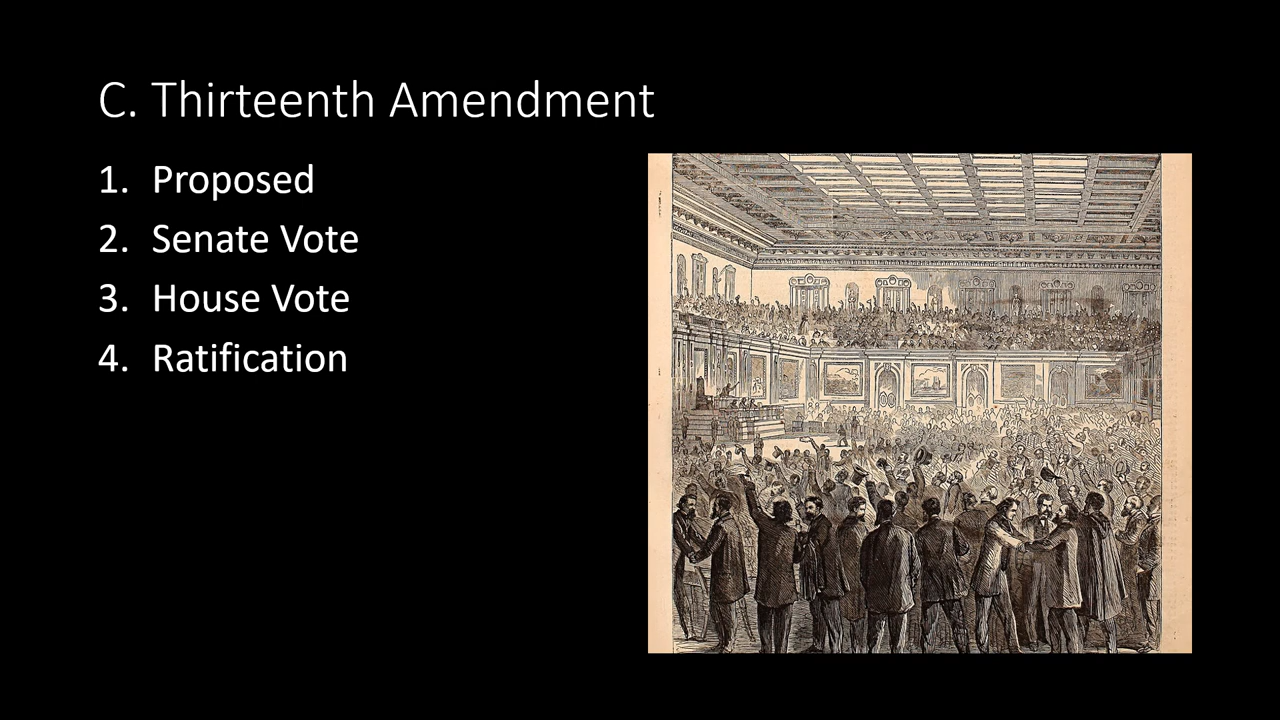 C. Thirteenth Amendment
1. Proposed
2. Senate Vote
3. House Vote
4. Ratification